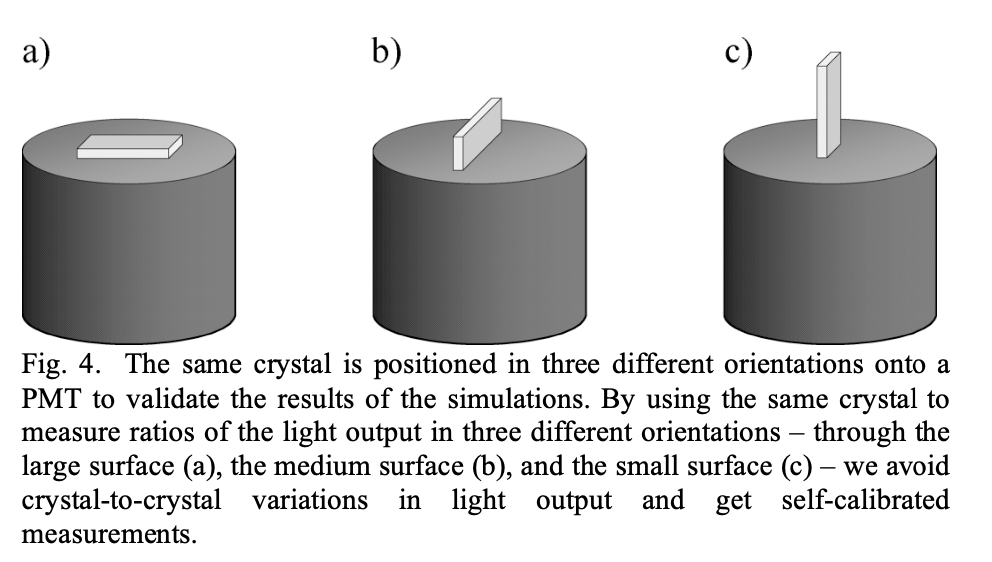 a)
b)
c)
Fig. 4. The same crystal is positioned in three different orientations onto a
PMT to validate the results of the simulations. By using the same crystal to
measure ratios of the light output in three different orientations – through the
large surface (a), the medium surface (b), and the small surface (c) – we avoid
crystal-to-crystal variations in light output and get self-calibrated
measurements.